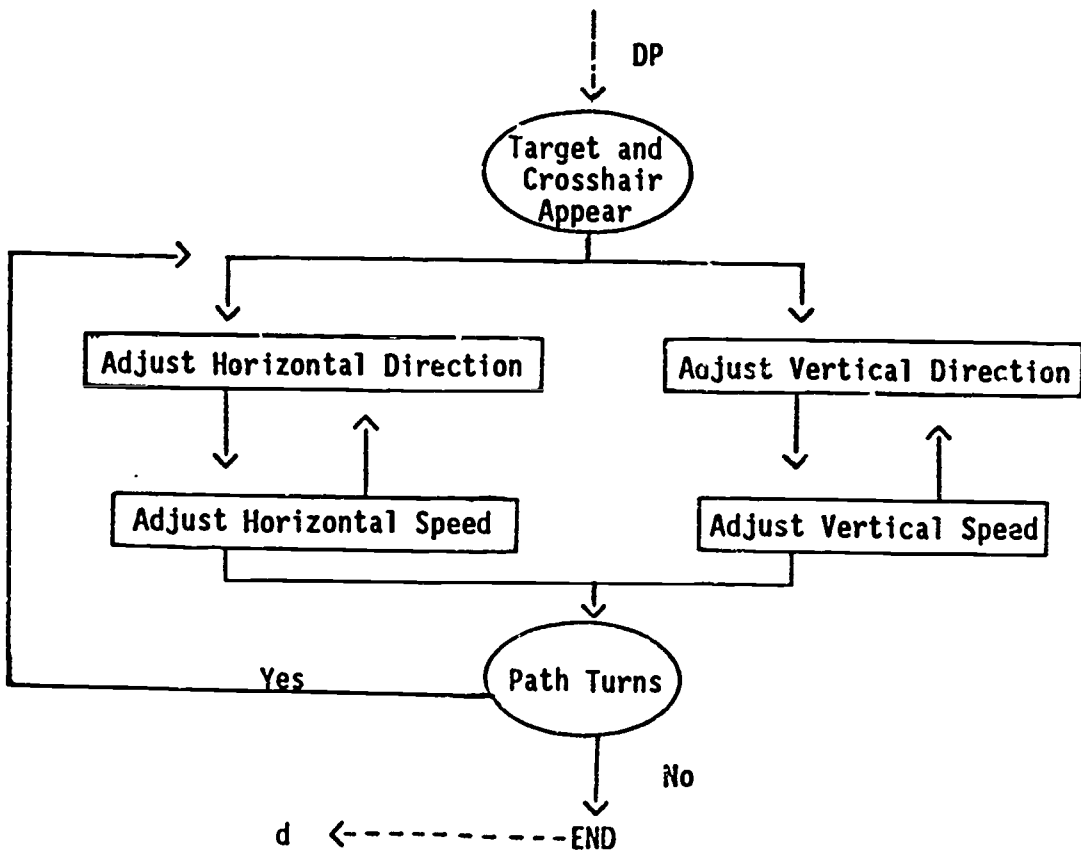 DP
Target and
Crosshair
Appear
Adjust Horizontal Direction
Adjust Vertical Direction
Adjust Horizontal Speed
Adjust Vertical Speed
Yes
Path Turns
No
d
END